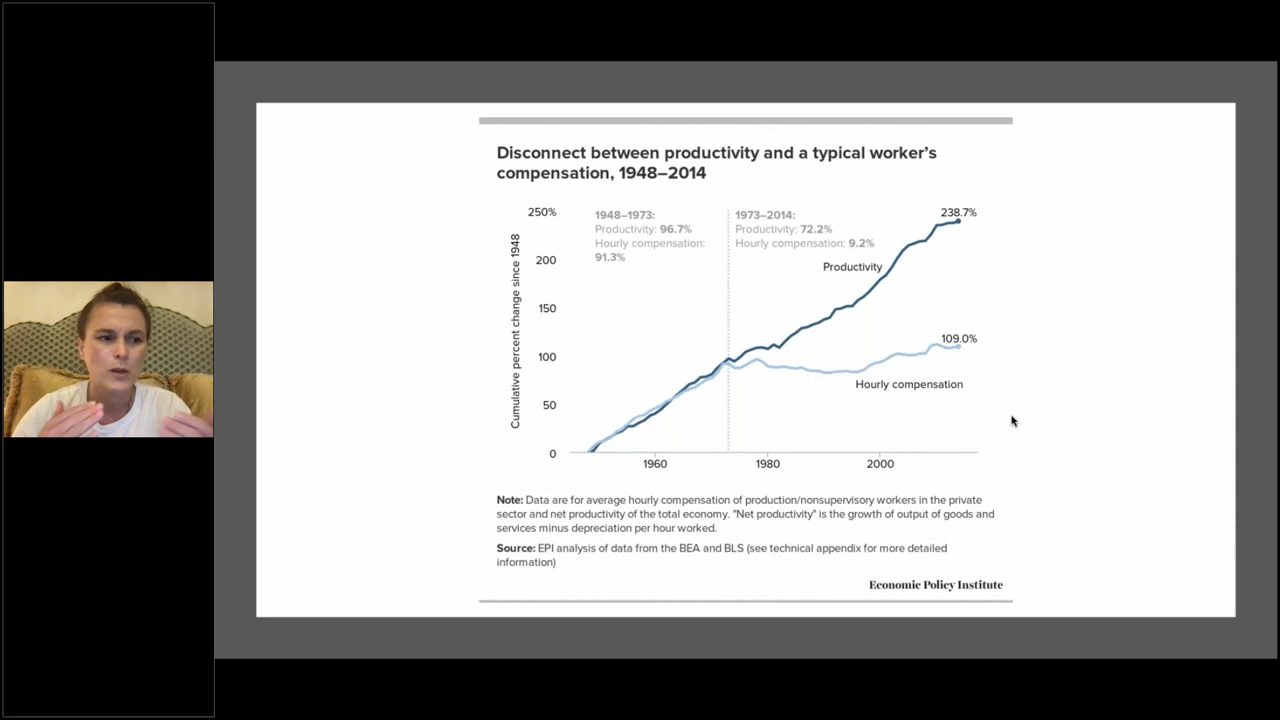 Disconnect between productivity and a typical worker's
compensation, 1948–2014
250%
200
150
100
50
0
Cumulative percent change since 1948
1948–1973:
Productivity: 96.7%
Hourly compensation:
91.3%
1973–2014:
Productivity: 72.2%
Hourly compensation: 9.2%
238.7%
Productivity
109.0%
Hourly compensation
1960
1980
2000
Note: Data are for average hourly compensation of production/nonsupervisory workers in the private
sector and net productivity of the total economy. "Net productivity" is the growth of output of goods and
services minus depreciation per hour worked.
Source: EPI analysis of data from the BEA and BLS (see technical appendix for more detailed
information)
Economic Policy Institute